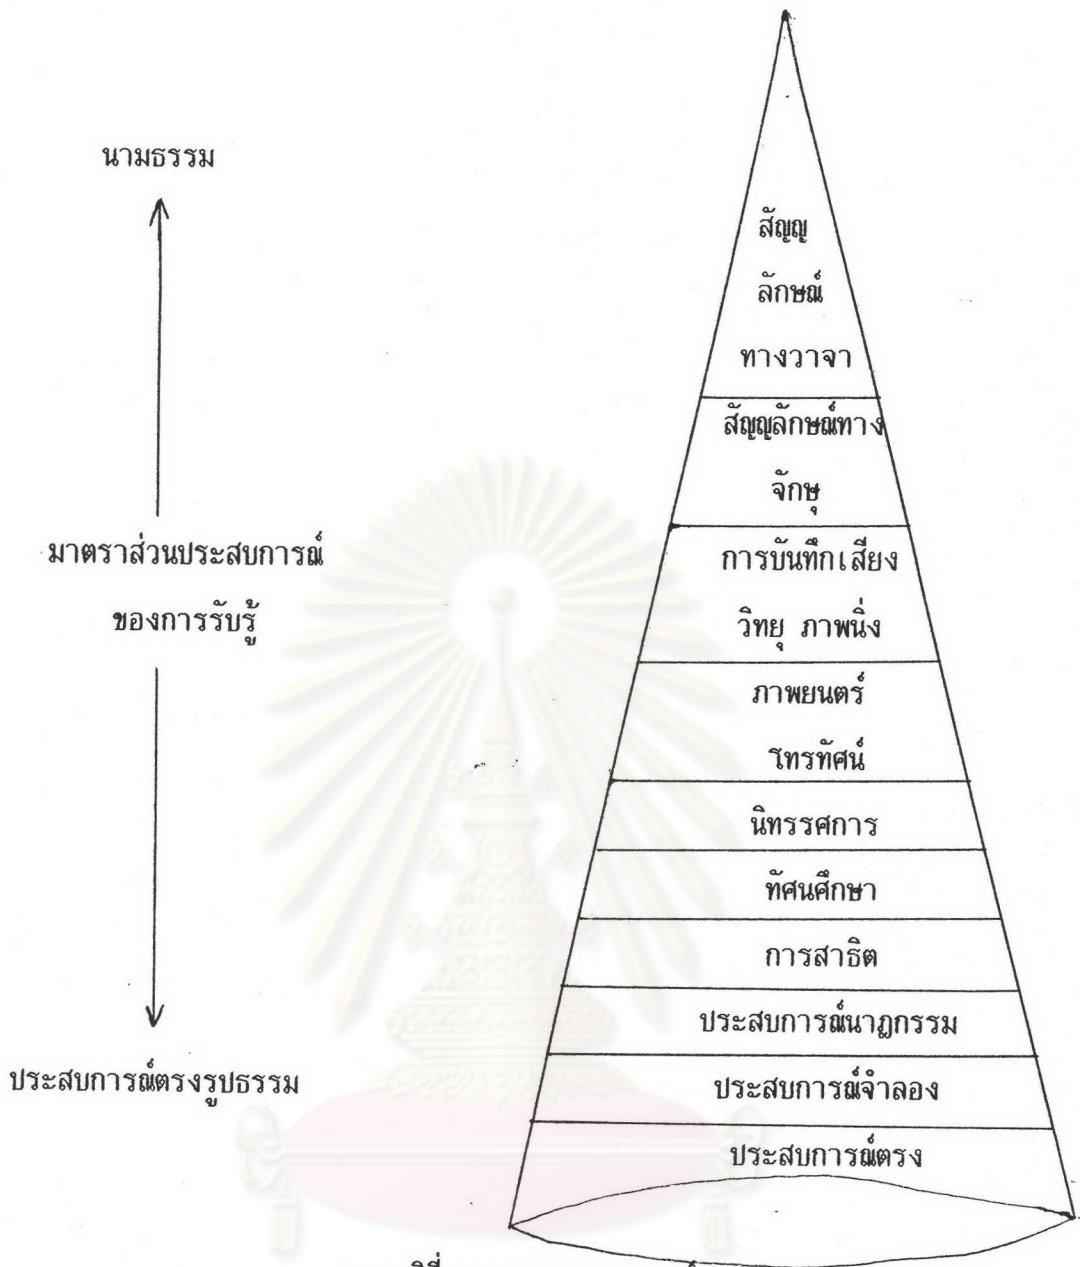 นามธรรม
มาตราส่วนประสบการณ์
ของการรับรู้
ประสบการณ์ตรงรูปธรรม
สัญญ
ลักษณ์
ทางวาจา
สัญญลักษณ์ทาง
จักษุ
การบันทึกเสียง
วิทยุ ภาพนิ่ง
ภาพยนตร์
โทรทัศน์
นิทรรศการ
ทัศนศึกษา
การสาธิต
ประสบการณ์นาฏกรรม
ประสบการณ์จำลอง
ประสบการณ์ตรง